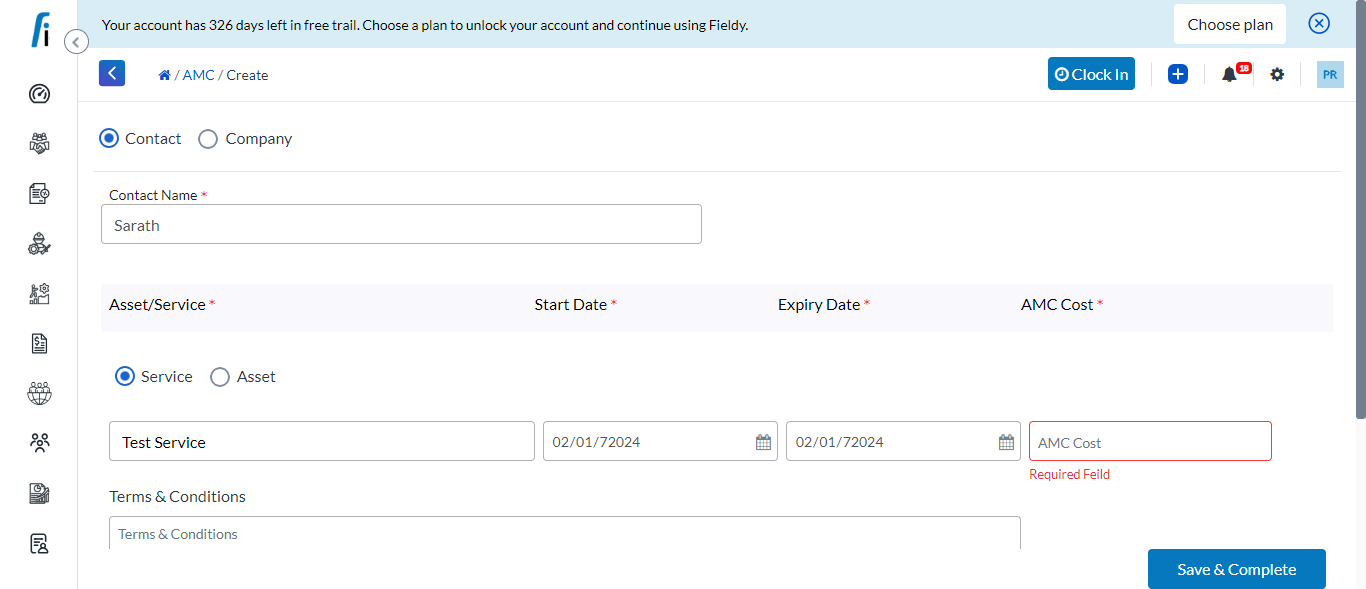 Your account has 326 days left in free trail. Choose a plan to unlock your account and continue using Fieldy.
Choose plan
fi
/ AMC / Create
Clock In
18
PR
Contact
Company
Contact Name *
Sarath
Asset/Service *
Start Date *
Expiry Date *
AMC Cost *
Service
Asset
Test Service
02/01/72024
02/01/72024
AMC Cost
Required Feild
Terms & Conditions
Terms & Conditions
Save & Complete